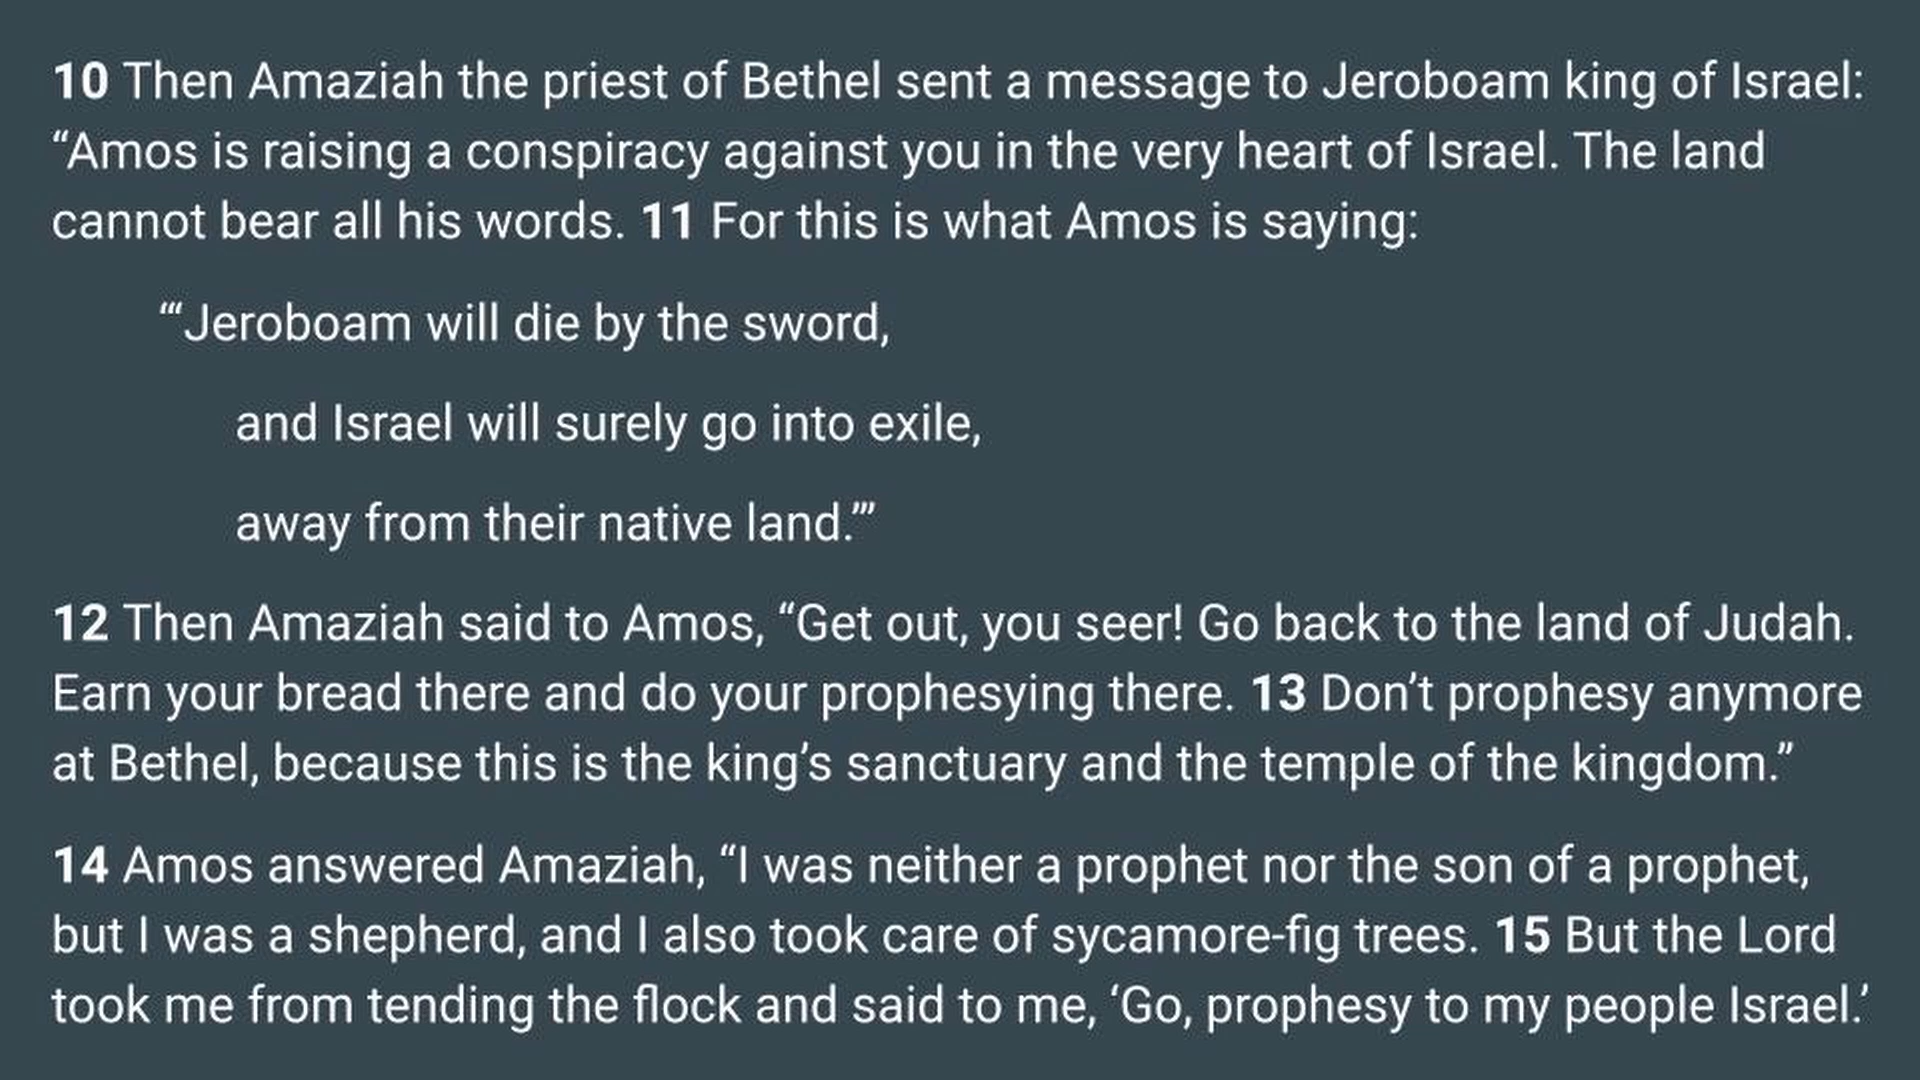 10 Then Amaziah the priest of Bethel sent a message to Jeroboam king of Israel:
“Amos is raising a conspiracy against you in the very heart of Israel. The land
cannot bear all his words. 11 For this is what Amos is saying:
“‘Jeroboam will die by the sword,
and Israel will surely go into exile,
away from their native land.’”
12 Then Amaziah said to Amos, “Get out, you seer! Go back to the land of Judah.
Earn your bread there and do your prophesying there. 13 Don’t prophesy anymore
at Bethel, because this is the king’s sanctuary and the temple of the kingdom.”
14 Amos answered Amaziah, “I was neither a prophet nor the son of a prophet,
but I was a shepherd, and I also took care of sycamore-fig trees. 15 But the Lord
took me from tending the flock and said to me, ‘Go, prophesy to my people Israel.’